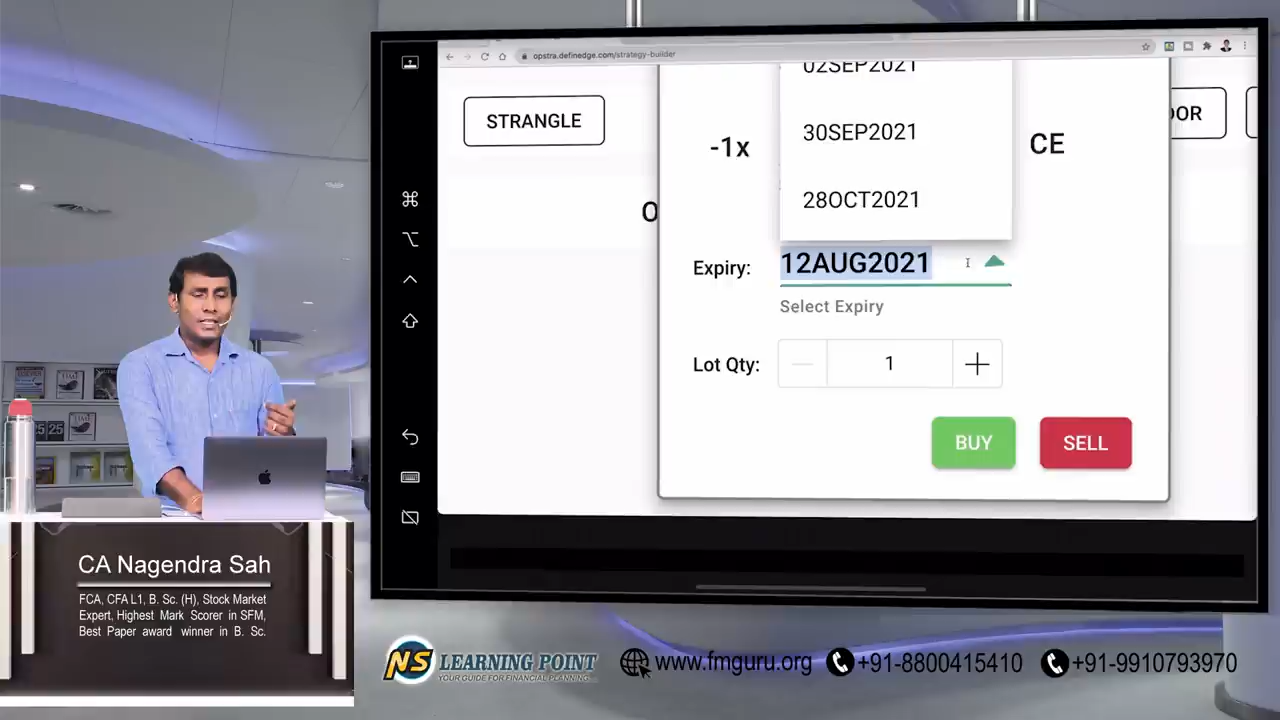 opstra.definedge.com/strategy-builder
02SEP2021
STRANGLE
30SEP2021
-1x
CE
28OCT2021
Expiry:
12AUG2021
Select Expiry
Lot Qty:
1
BUY
SELL
CA Nagendra Sah
FCA, CFA L1, B. Sc. (H), Stock Market
Expert, Highest Mark Scorer in SFM,
Best Paper award winner in B. Sc.
NS LEARNING POINT
YOUR GUIDE FOR FINANCIAL PLANNING...
www.fmguru.org
+91-8800415410
+91-9910793970